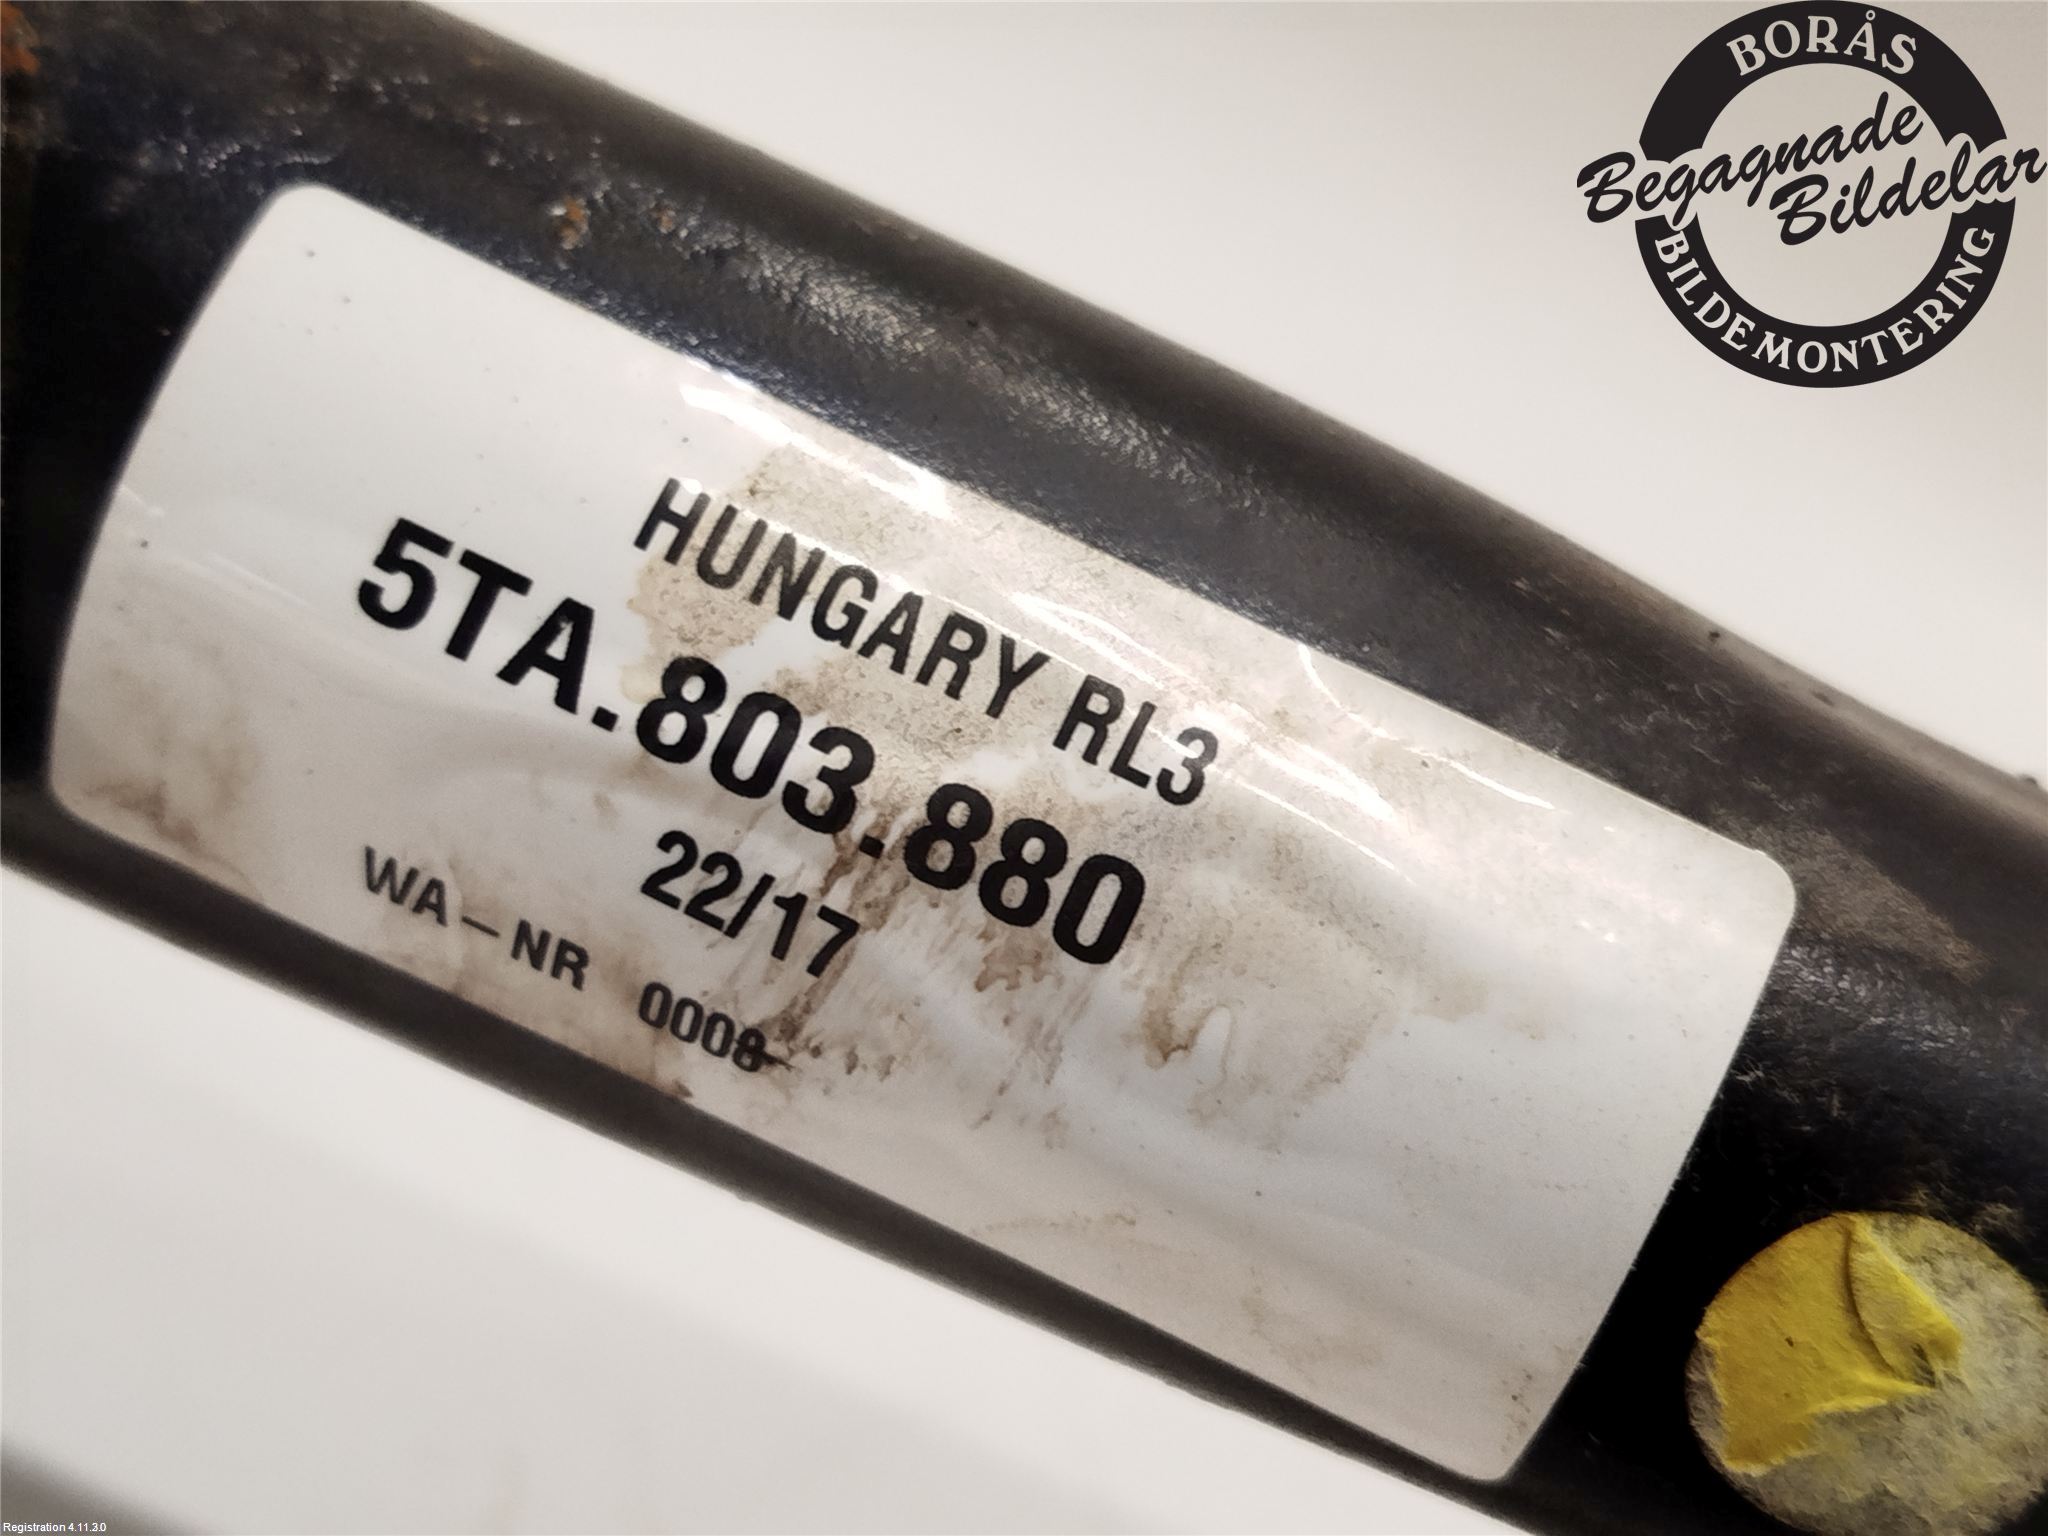 BORÅS
Begagnade
Bildelar
BILDEMONTERING
HUNGARY RL3
5TA.803.880
22/17
WA-NR 0008
Registration 4.11.3.0